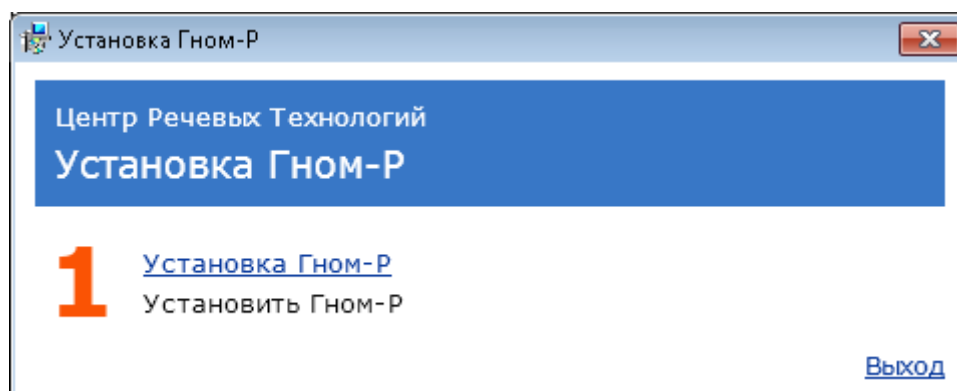 Установка Гном-Р
Центр Речевых Технологий
Установка Гном-Р
1
Установка Гном-Р
Установить Гном-Р
Выход